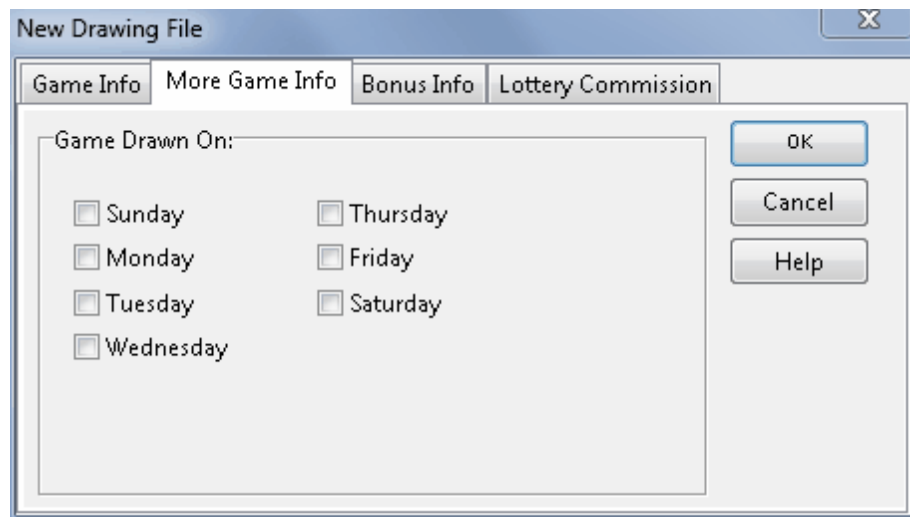 New Drawing File
Game Info More Game Info Bonus Info Lottery Commission
Game Drawn On:
Sunday
Monday
Tuesday
Wednesday
Thursday
Friday
Saturday
OK
Cancel
Help